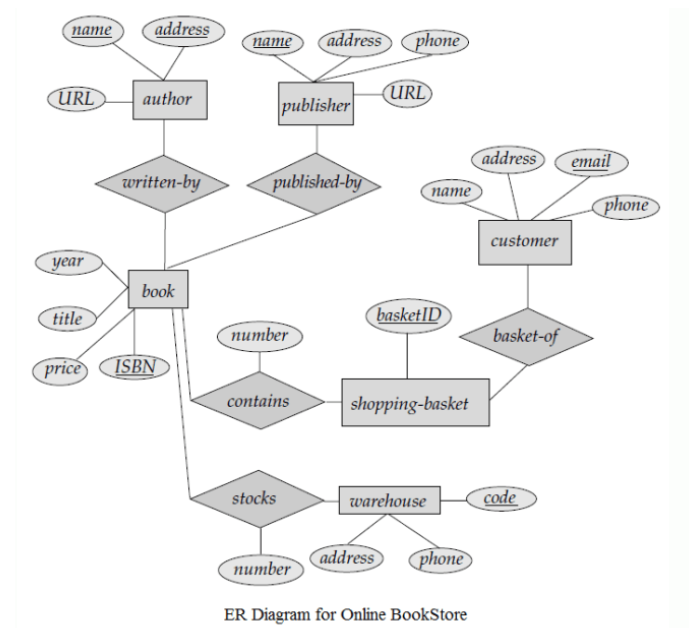 name
address
name
address
phone
URL
author
publisher
URL
written-by
published-by
address
email
name
phone
customer
year
book
title
price
ISBN
number
basketID
basket-of
contains
shopping-basket
stocks
warehouse
code
number
address
phone
ER Diagram for Online BookStore